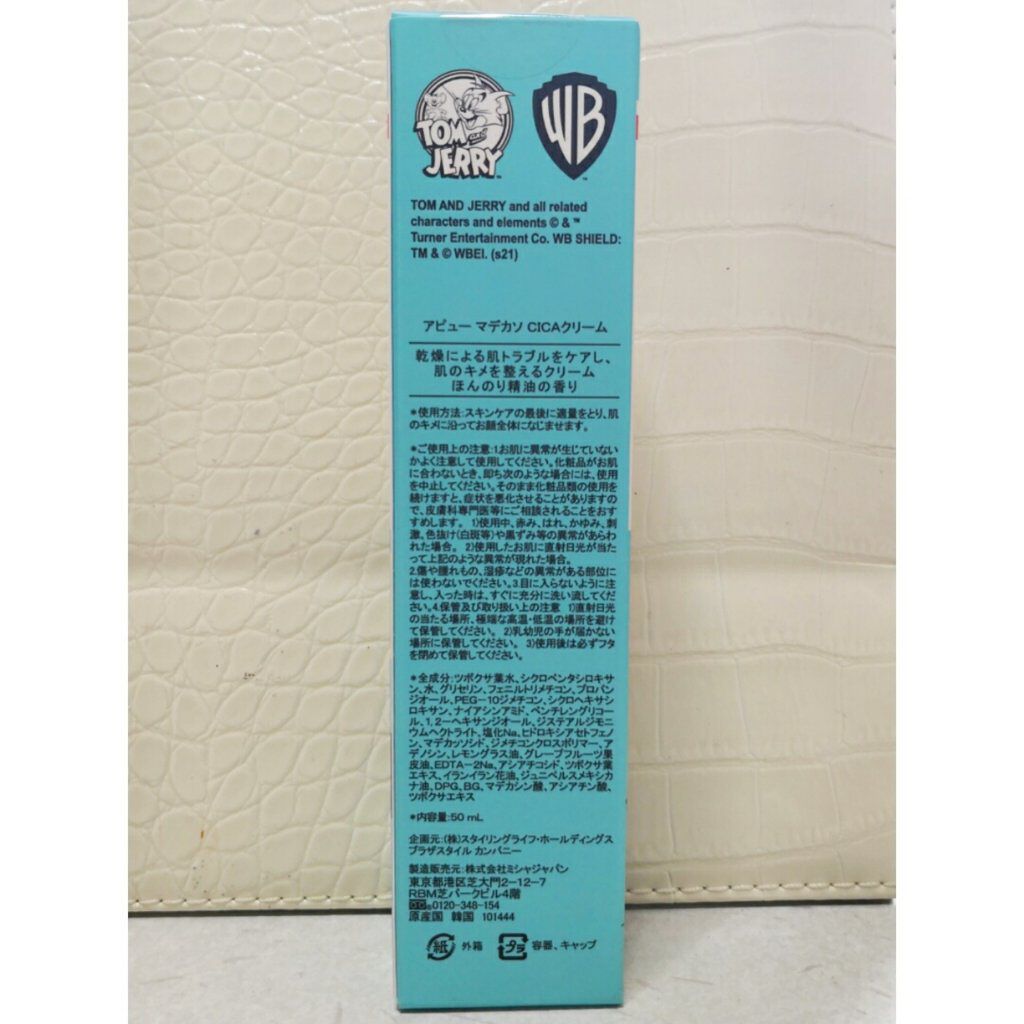 TOM and JERRY™
WB™
TOM AND JERRY and all related
characters and elements © & ™
Turner Entertainment Co. WB SHIELD:
TM & © WBEI. (s21)
アピュー マデカソ CICAクリーム
乾燥による肌トラブルをケアし、
肌のキメを整えるクリーム
ほんのり精油の香り
*使用方法:スキンケアの最後に適量をとり、肌
のキメに沿ってお顔全体になじませます。
*ご使用上の注意:1.お肌に異常が生じていない
かよく注意して使用してください。化粧品がお肌
に合わないとき、即ち次のような場合には、使用
を中止してください。そのまま化粧品類の使用を
続けますと、症状を悪化させることがありますの
で、皮膚科専門医等にご相談されることをおす
すめします。 1)使用中、赤み、はれ、かゆみ、刺
激、色抜け(白斑等)や黒ずみ等の異常があらわ
れた場合。 2)使用したお肌に直射日光が当た
って上記のような異常が現れた場合。
2.傷や腫れもの、湿疹などの異常がある部位に
は使わないでください。3.目に入らないように注
意し、入った時は、すぐに充分に洗い流してくだ
さい。4.保管及び取り扱い上の注意 1)直射日光
の当たる場所、極端な高温・低温の場所を避け
て保管してください。 2)乳幼児の手が届かない
場所に保管してください。 3)使用後は必ずフタ
を閉めて保管してください。
*全成分:ツボクサ葉水、シクロペンタシロキサ
ン、水、グリセリン、フェニルトリメチコン、プロパン
ジオール、PEG-10ジメチコン、シクロヘキサシ
ロキサン、ナイアシンアミド、ペンチレングリコー
ル、1,2-ヘキサンジオール、ジステアルジモニ
ウムヘクトライト、塩化Na、ヒドロキシアセトフェノ
ン、マデカッソシド、ジメチコンクロスポリマー、ア
デノシン、レモングラス油、グレープフルーツ果
皮油、EDTA-2Na、アシアチコシド、ツボクサ葉
エキス、イランイラン花油、ジュニペルスメキシカ
ナ油、DPG、BG、マデカシン酸、アシアチン酸、
ツボクサエキス
*内容量:50 mL
企画元:(株)スタイリングライフ・ホールディングス
プラザスタイル カンパニー
製造販売元: 株式会社ミシャジャパン
東京都港区芝大門2-12-7
RBM芝パークビル4階
0120-348-154
原産国 韓国 101444
紙 外箱 プラ 容器、キャップ